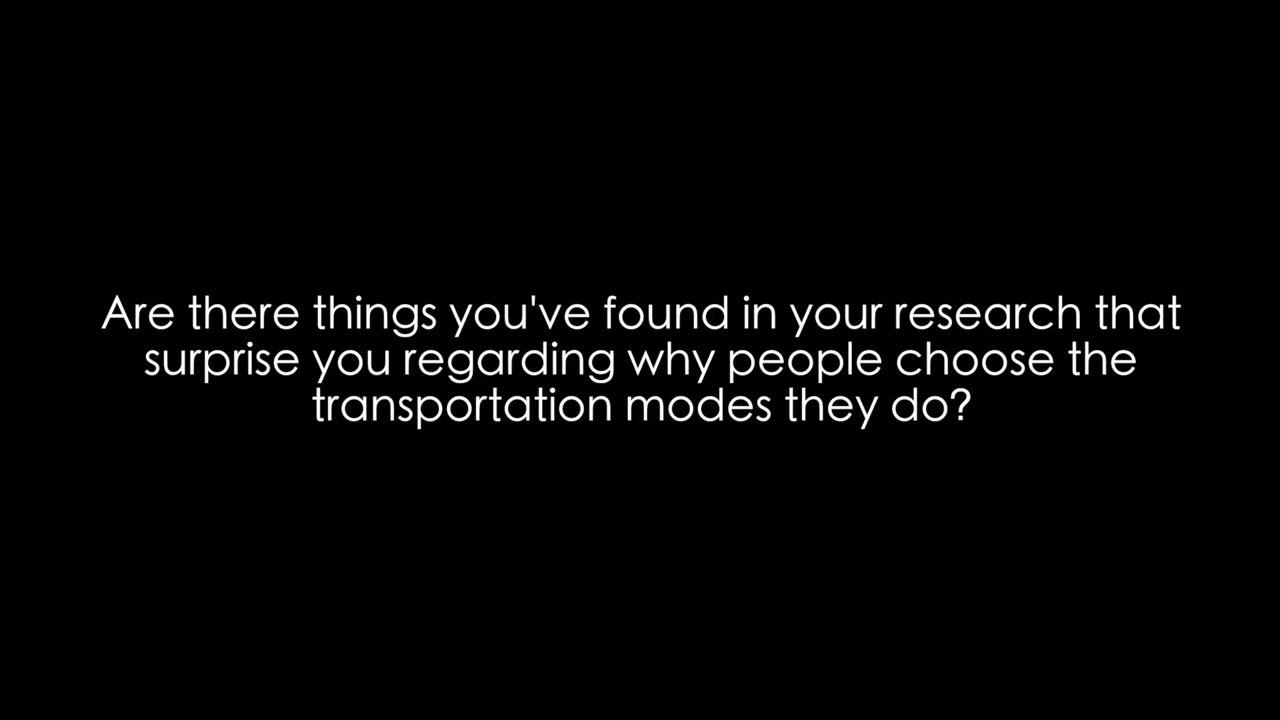 Are there things you've found in your research that
surprise you regarding why people choose the
transportation modes they do?